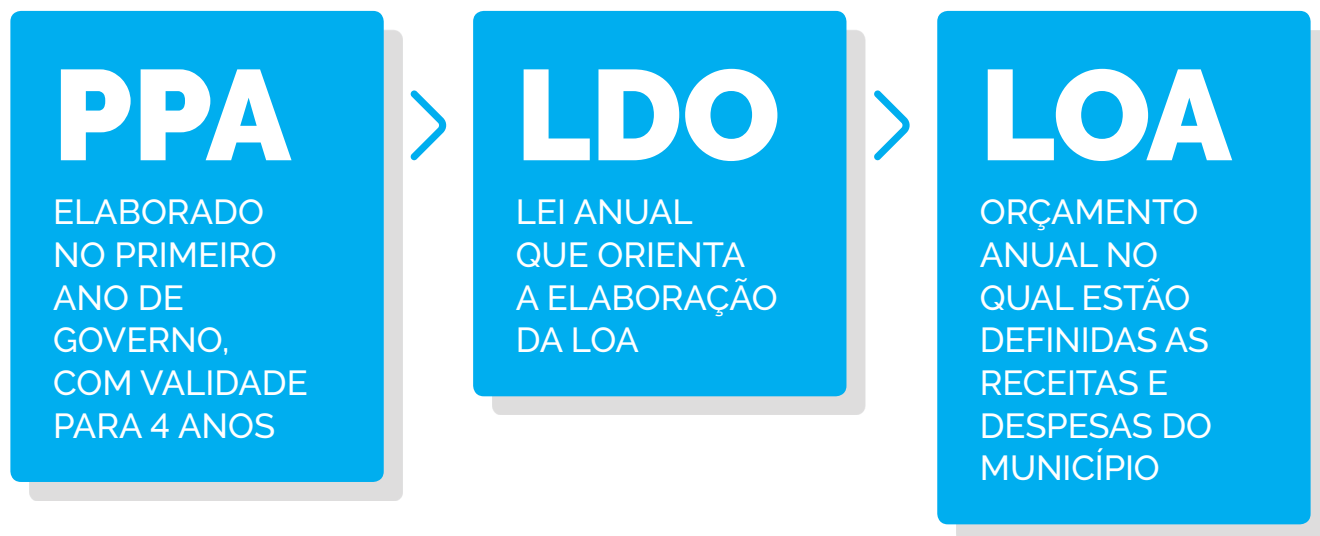 PPA
ELABORADO
NO PRIMEIRO
ANO DE
GOVERNO,
COM VALIDADE
PARA 4 ANOS
LDO
LEI ANUAL
QUE ORIENTA
A ELABORAÇÃO
DA LOA
LOA
ORÇAMENTO
ANUAL NO
QUAL ESTÃO
DEFINIDAS AS
RECEITAS E
DESPESAS DO
MUNICÍPIO